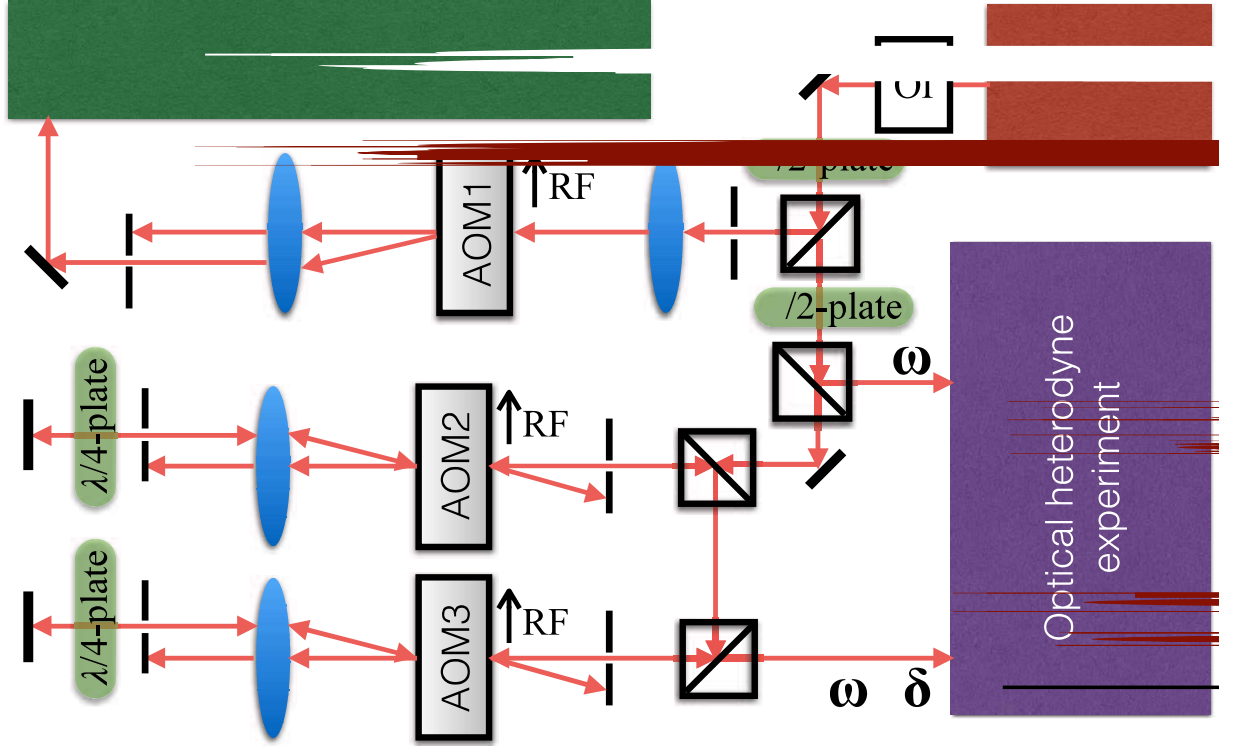 OI
/2-plate
AOM1
RF
/2-plate
ω
λ/4-plate
AOM2
RF
Optical heterodyne
experiment
λ/4-plate
AOM3
RF
ω δ